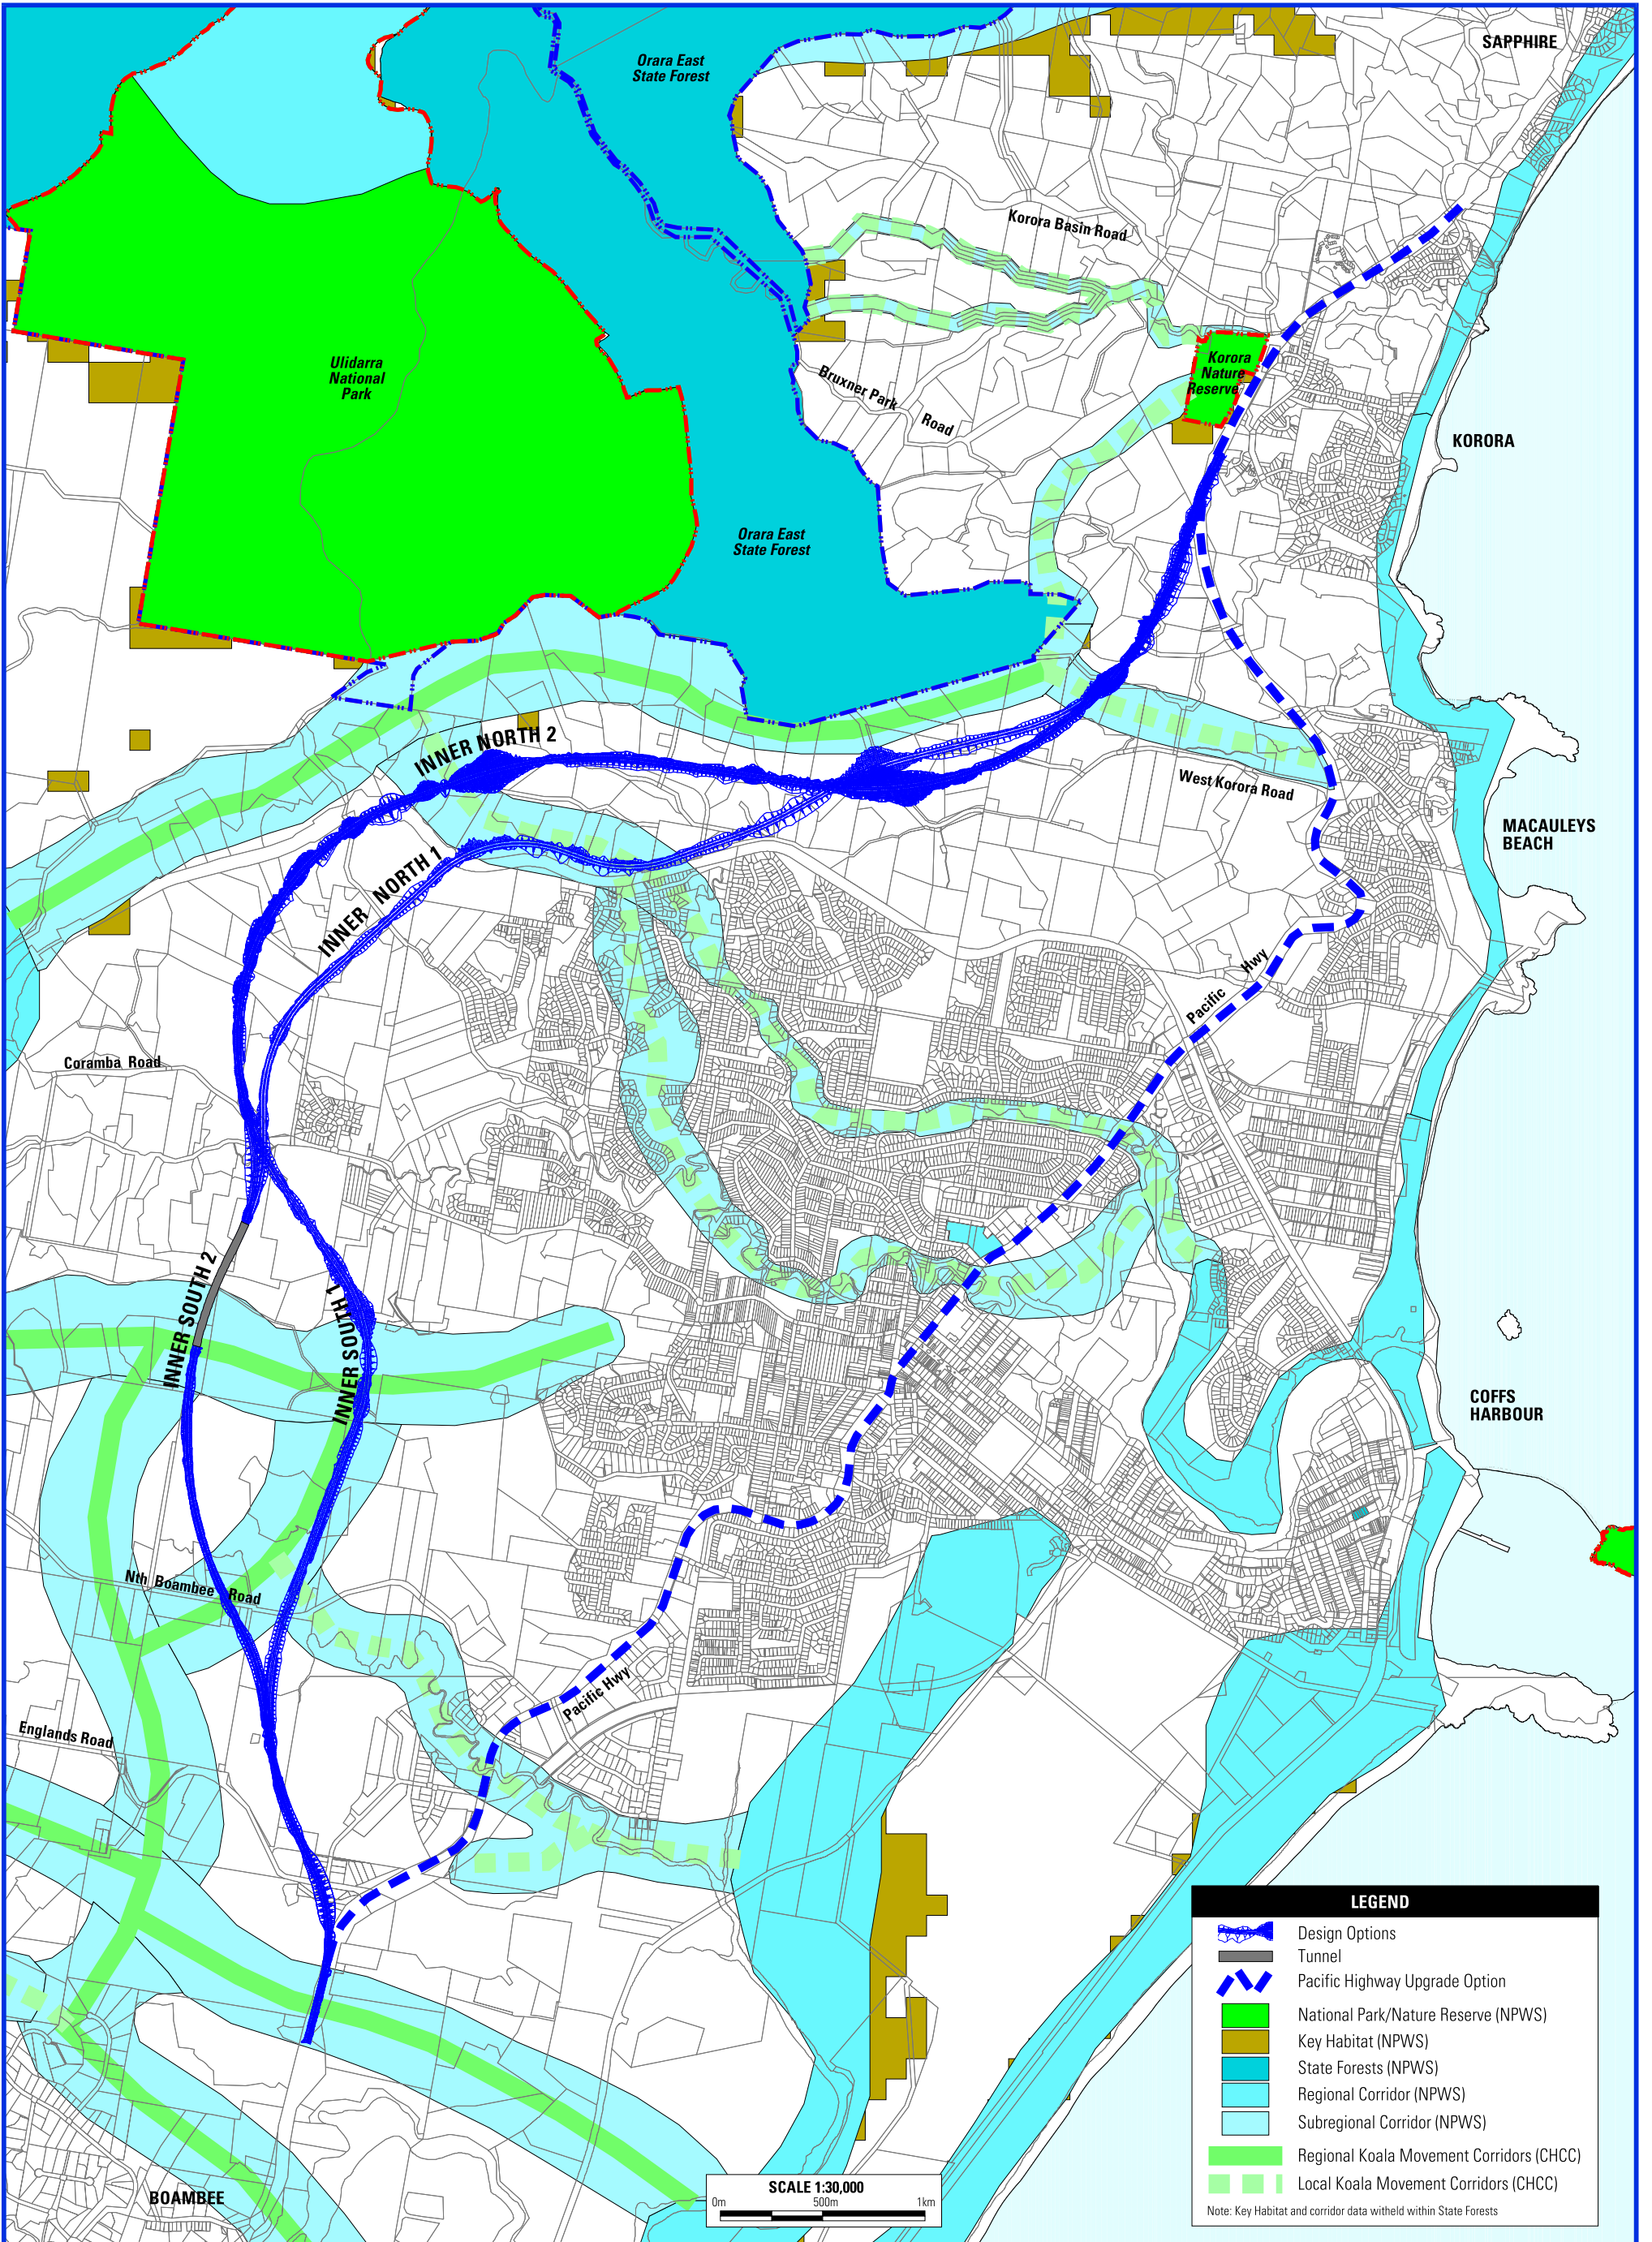 SAPPHIRE
Orara East
State Forest
Korora Basin Road
Ulidarra
National
Park
Korora
Nature
Reserve
Bruxner Park Road
KORORA
Orara East
State Forest
INNER NORTH 2
West Korora Road
MACAULEYS
BEACH
INNER NORTH 1
Pacific Hwy
Coramba Road
INNER SOUTH 2
INNER SOUTH 1
COFFS
HARBOUR
Nth Boambee Road
Pacific Hwy
Englands Road
BOAMBEE
SCALE 1:30,000
0m 500m 1km
LEGEND
Design Options
Tunnel
Pacific Highway Upgrade Option
National Park/Nature Reserve (NPWS)
Key Habitat (NPWS)
State Forests (NPWS)
Regional Corridor (NPWS)
Subregional Corridor (NPWS)
Regional Koala Movement Corridors (CHCC)
Local Koala Movement Corridors (CHCC)
Note: Key Habitat and corridor data witheld within State Forests